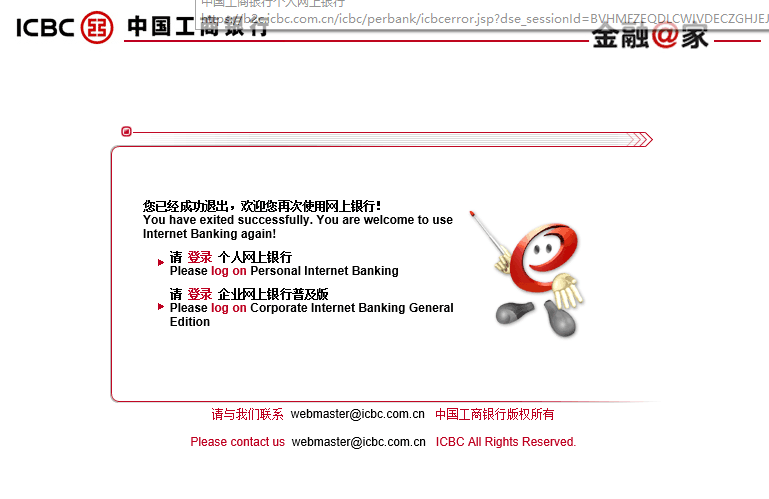 中国工商银行个人网上银行
https://b2c.icbc.com.cn/icbc/perbank/icbcerror.jsp?dse_sessionId=
ICBC 中国工商银行
金融@家
您已经成功退出，欢迎您再次使用网上银行！
You have exited successfully. You are welcome to use
Internet Banking again!
请 登录 个人网上银行
Please log on Personal Internet Banking
请 登录 企业网上银行普及版
Please log on Corporate Internet Banking General
Edition
请与我们联系 webmaster@icbc.com.cn 中国工商银行版权所有
Please contact us webmaster@icbc.com.cn ICBC All Rights Reserved.